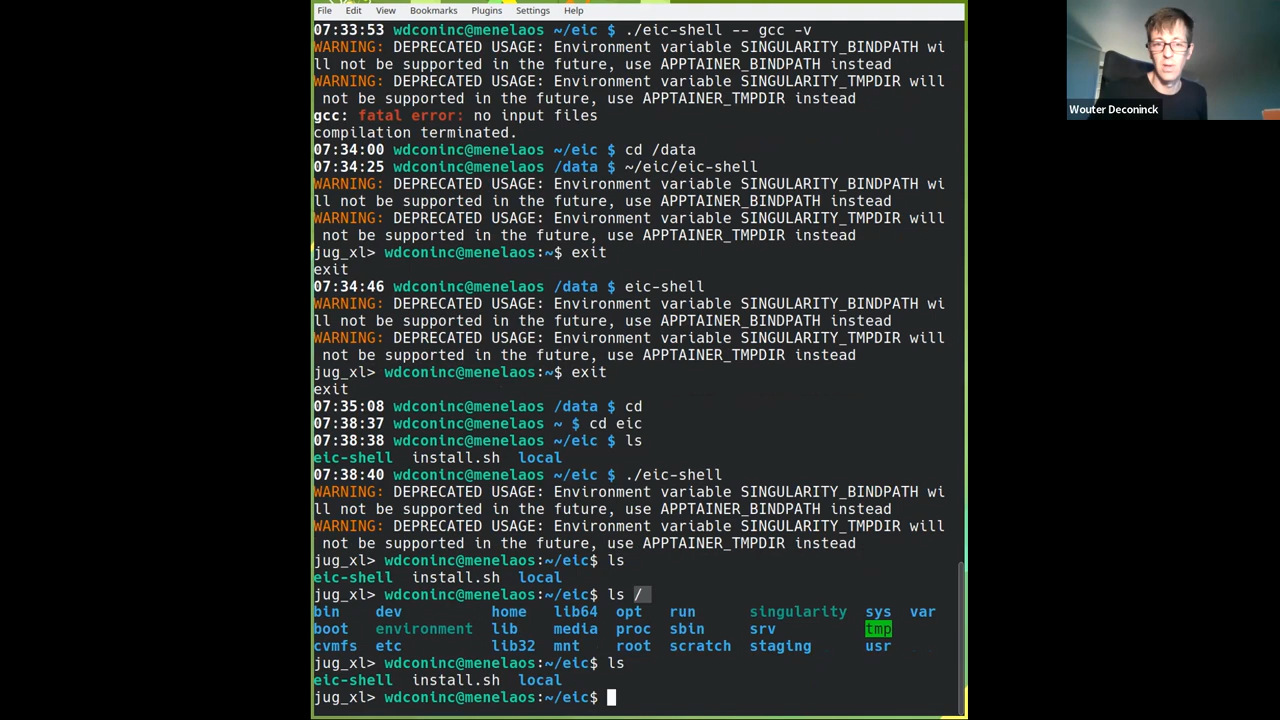 File Edit View Bookmarks Plugins Settings Help
07:33:53 wdconinc@menelaos ~/eic $ ./eic-shell -- gcc -v
WARNING: DEPRECATED USAGE: Environment variable SINGULARITY_BINDPATH wi
ll not be supported in the future, use APPTAINER_BINDPATH instead
WARNING: DEPRECATED USAGE: Environment variable SINGULARITY_TMPDIR will
 not be supported in the future, use APPTAINER_TMPDIR instead
gcc: fatal error: no input files
compilation terminated.
07:34:00 wdconinc@menelaos ~/eic $ cd /data
07:34:25 wdconinc@menelaos /data $ ~/eic/eic-shell
WARNING: DEPRECATED USAGE: Environment variable SINGULARITY_BINDPATH wi
ll not be supported in the future, use APPTAINER_BINDPATH instead
WARNING: DEPRECATED USAGE: Environment variable SINGULARITY_TMPDIR will
 not be supported in the future, use APPTAINER_TMPDIR instead
jug_xl> wdconinc@menelaos:~$ exit
exit
07:34:46 wdconinc@menelaos /data $ eic-shell
WARNING: DEPRECATED USAGE: Environment variable SINGULARITY_BINDPATH wi
ll not be supported in the future, use APPTAINER_BINDPATH instead
WARNING: DEPRECATED USAGE: Environment variable SINGULARITY_TMPDIR will
 not be supported in the future, use APPTAINER_TMPDIR instead
jug_xl> wdconinc@menelaos:~$ exit
exit
07:35:08 wdconinc@menelaos /data $ cd
07:38:37 wdconinc@menelaos ~ $ cd eic
07:38:38 wdconinc@menelaos ~/eic $ ls
eic-shell install.sh local
07:38:40 wdconinc@menelaos ~/eic $ ./eic-shell
WARNING: DEPRECATED USAGE: Environment variable SINGULARITY_BINDPATH wi
ll not be supported in the future, use APPTAINER_BINDPATH instead
WARNING: DEPRECATED USAGE: Environment variable SINGULARITY_TMPDIR will
 not be supported in the future, use APPTAINER_TMPDIR instead
jug_xl> wdconinc@menelaos:~/eic$ ls
eic-shell install.sh local
jug_xl> wdconinc@menelaos:~/eic$ ls /
bin dev home lib64 opt run singularity sys var
boot environment lib media proc sbin srv tmp
cvmfs etc lib32 mnt root scratch staging usr
jug_xl> wdconinc@menelaos:~/eic$ ls
eic-shell install.sh local
jug_xl> wdconinc@menelaos:~/eic$
Wouter Deconinck